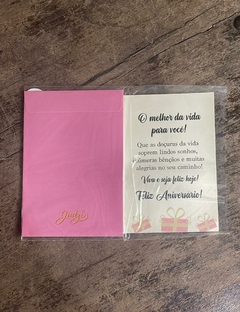 O melhor da vida
para você!
Que as doçuras da vida
soprem lindos sonhos,
inúmeras bênçãos e muitas
alegrias no seu caminho!
Viva e seja feliz hoje!
Feliz Aniversário!